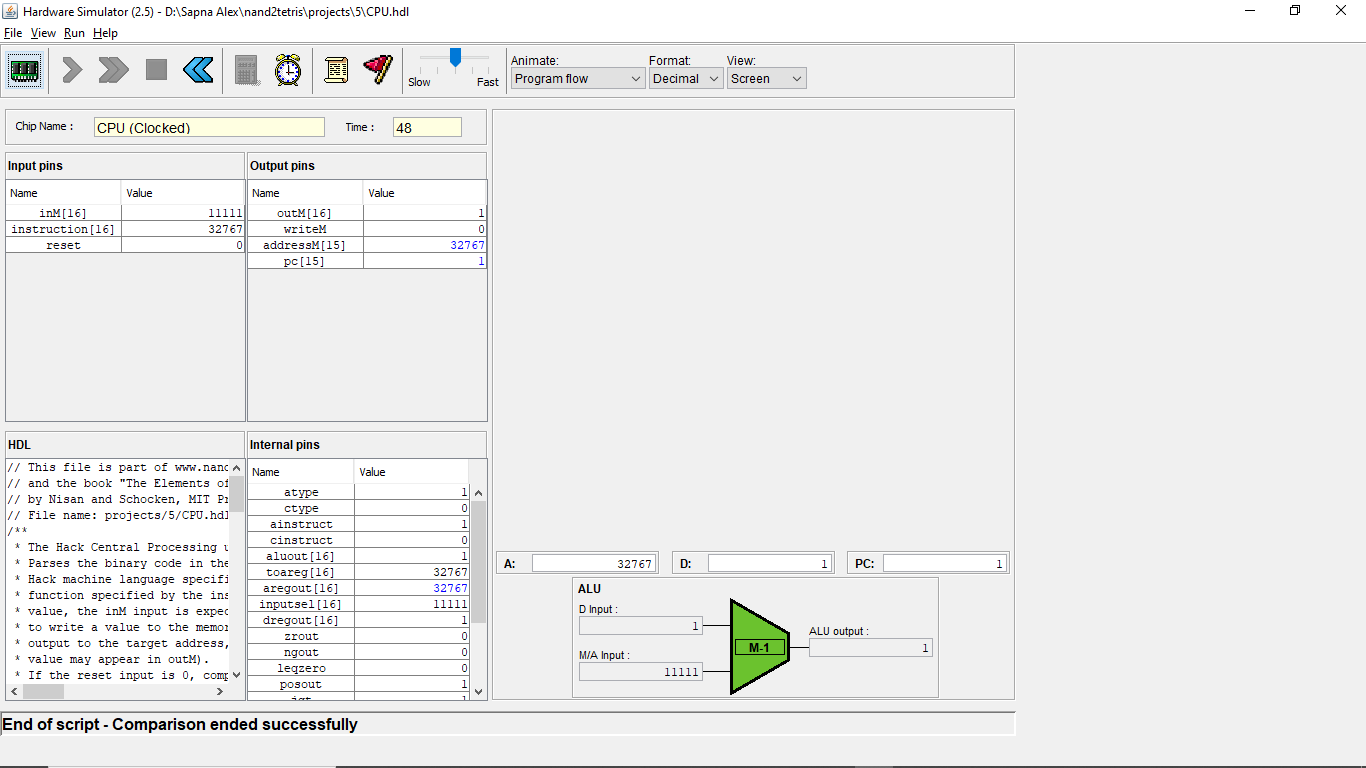 Hardware Simulator (2.5) - D:\Sapna Alex\nand2tetris\projects\5\CPU.hdl
File View Run Help
Slow Fast
Animate: Format: View:
Program flow Decimal Screen
Chip Name : CPU (Clocked) Time : 48
Input pins
Name Value
inM[16] 11111
instruction[16] 32767
reset 0
Output pins
Name Value
outM[16] 1
writeM 0
addressM[15] 32767
pc[15] 1
HDL
// This file is part of www.nand
// and the book "The Elements of
// by Nisan and Schocken, MIT Pr
// File name: projects/5/CPU.hdl
/**
* The Hack Central Processing u
* Parses the binary code in the
* Hack machine language specifi
* function specified by the ins
* value, the inM input is expec
* to write a value to the memor
* output to the target address,
* value may appear in outM).
* If the reset input is 0, comp
Internal pins
Name Value
atype 1
ctype 0
ainstruct 1
cinstruct 0
aluout[16] 1
toareg[16] 32767
aregout[16] 32767
inputsel[16] 11111
dregout[16] 1
zrout 0
ngout 0
leqzero 0
posout 1
A: 32767 D: 1 PC: 1
ALU
D Input :
1
M/A Input :
11111
M-1
ALU output :
1
End of script - Comparison ended successfully